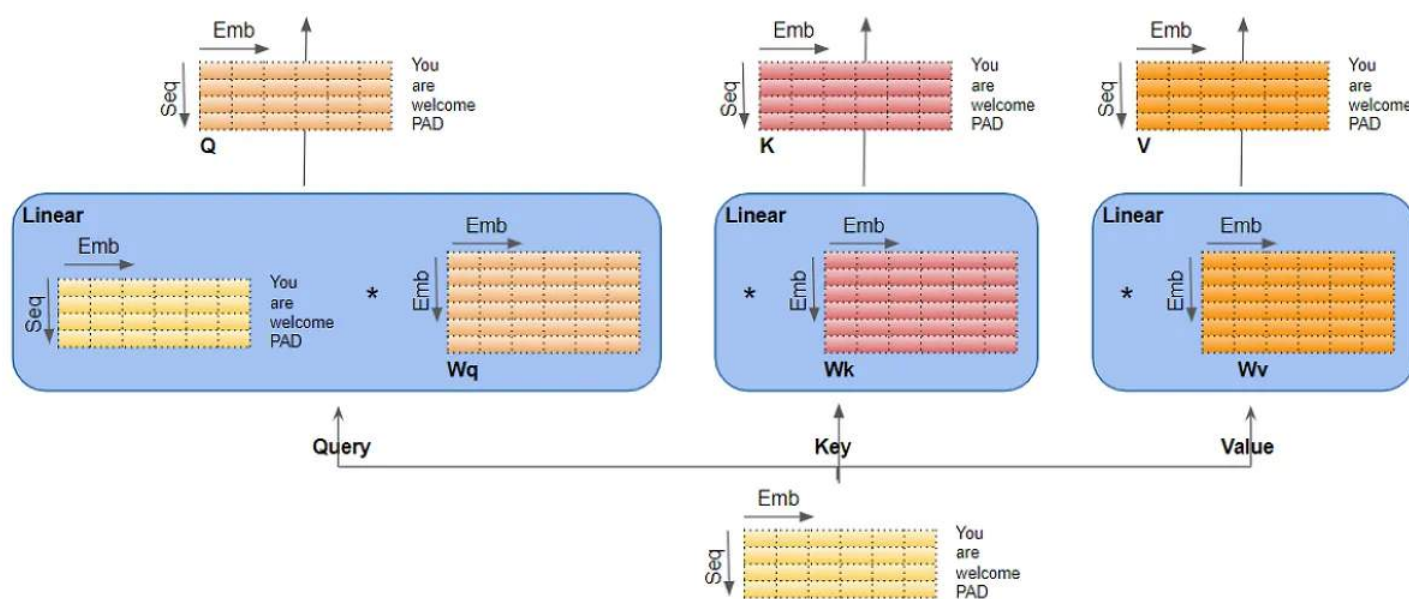 Emb
Seq
You
are
welcome
PAD
Q
Emb
Seq
You
are
welcome
PAD
K
Emb
Seq
You
are
welcome
PAD
V
Linear
Emb
Seq
You
are
welcome
PAD
*
Emb
Emb
Wq
Linear
*
Emb
Emb
Wk
Linear
*
Emb
Emb
Wv
Query
Key
Value
Emb
Seq
You
are
welcome
PAD